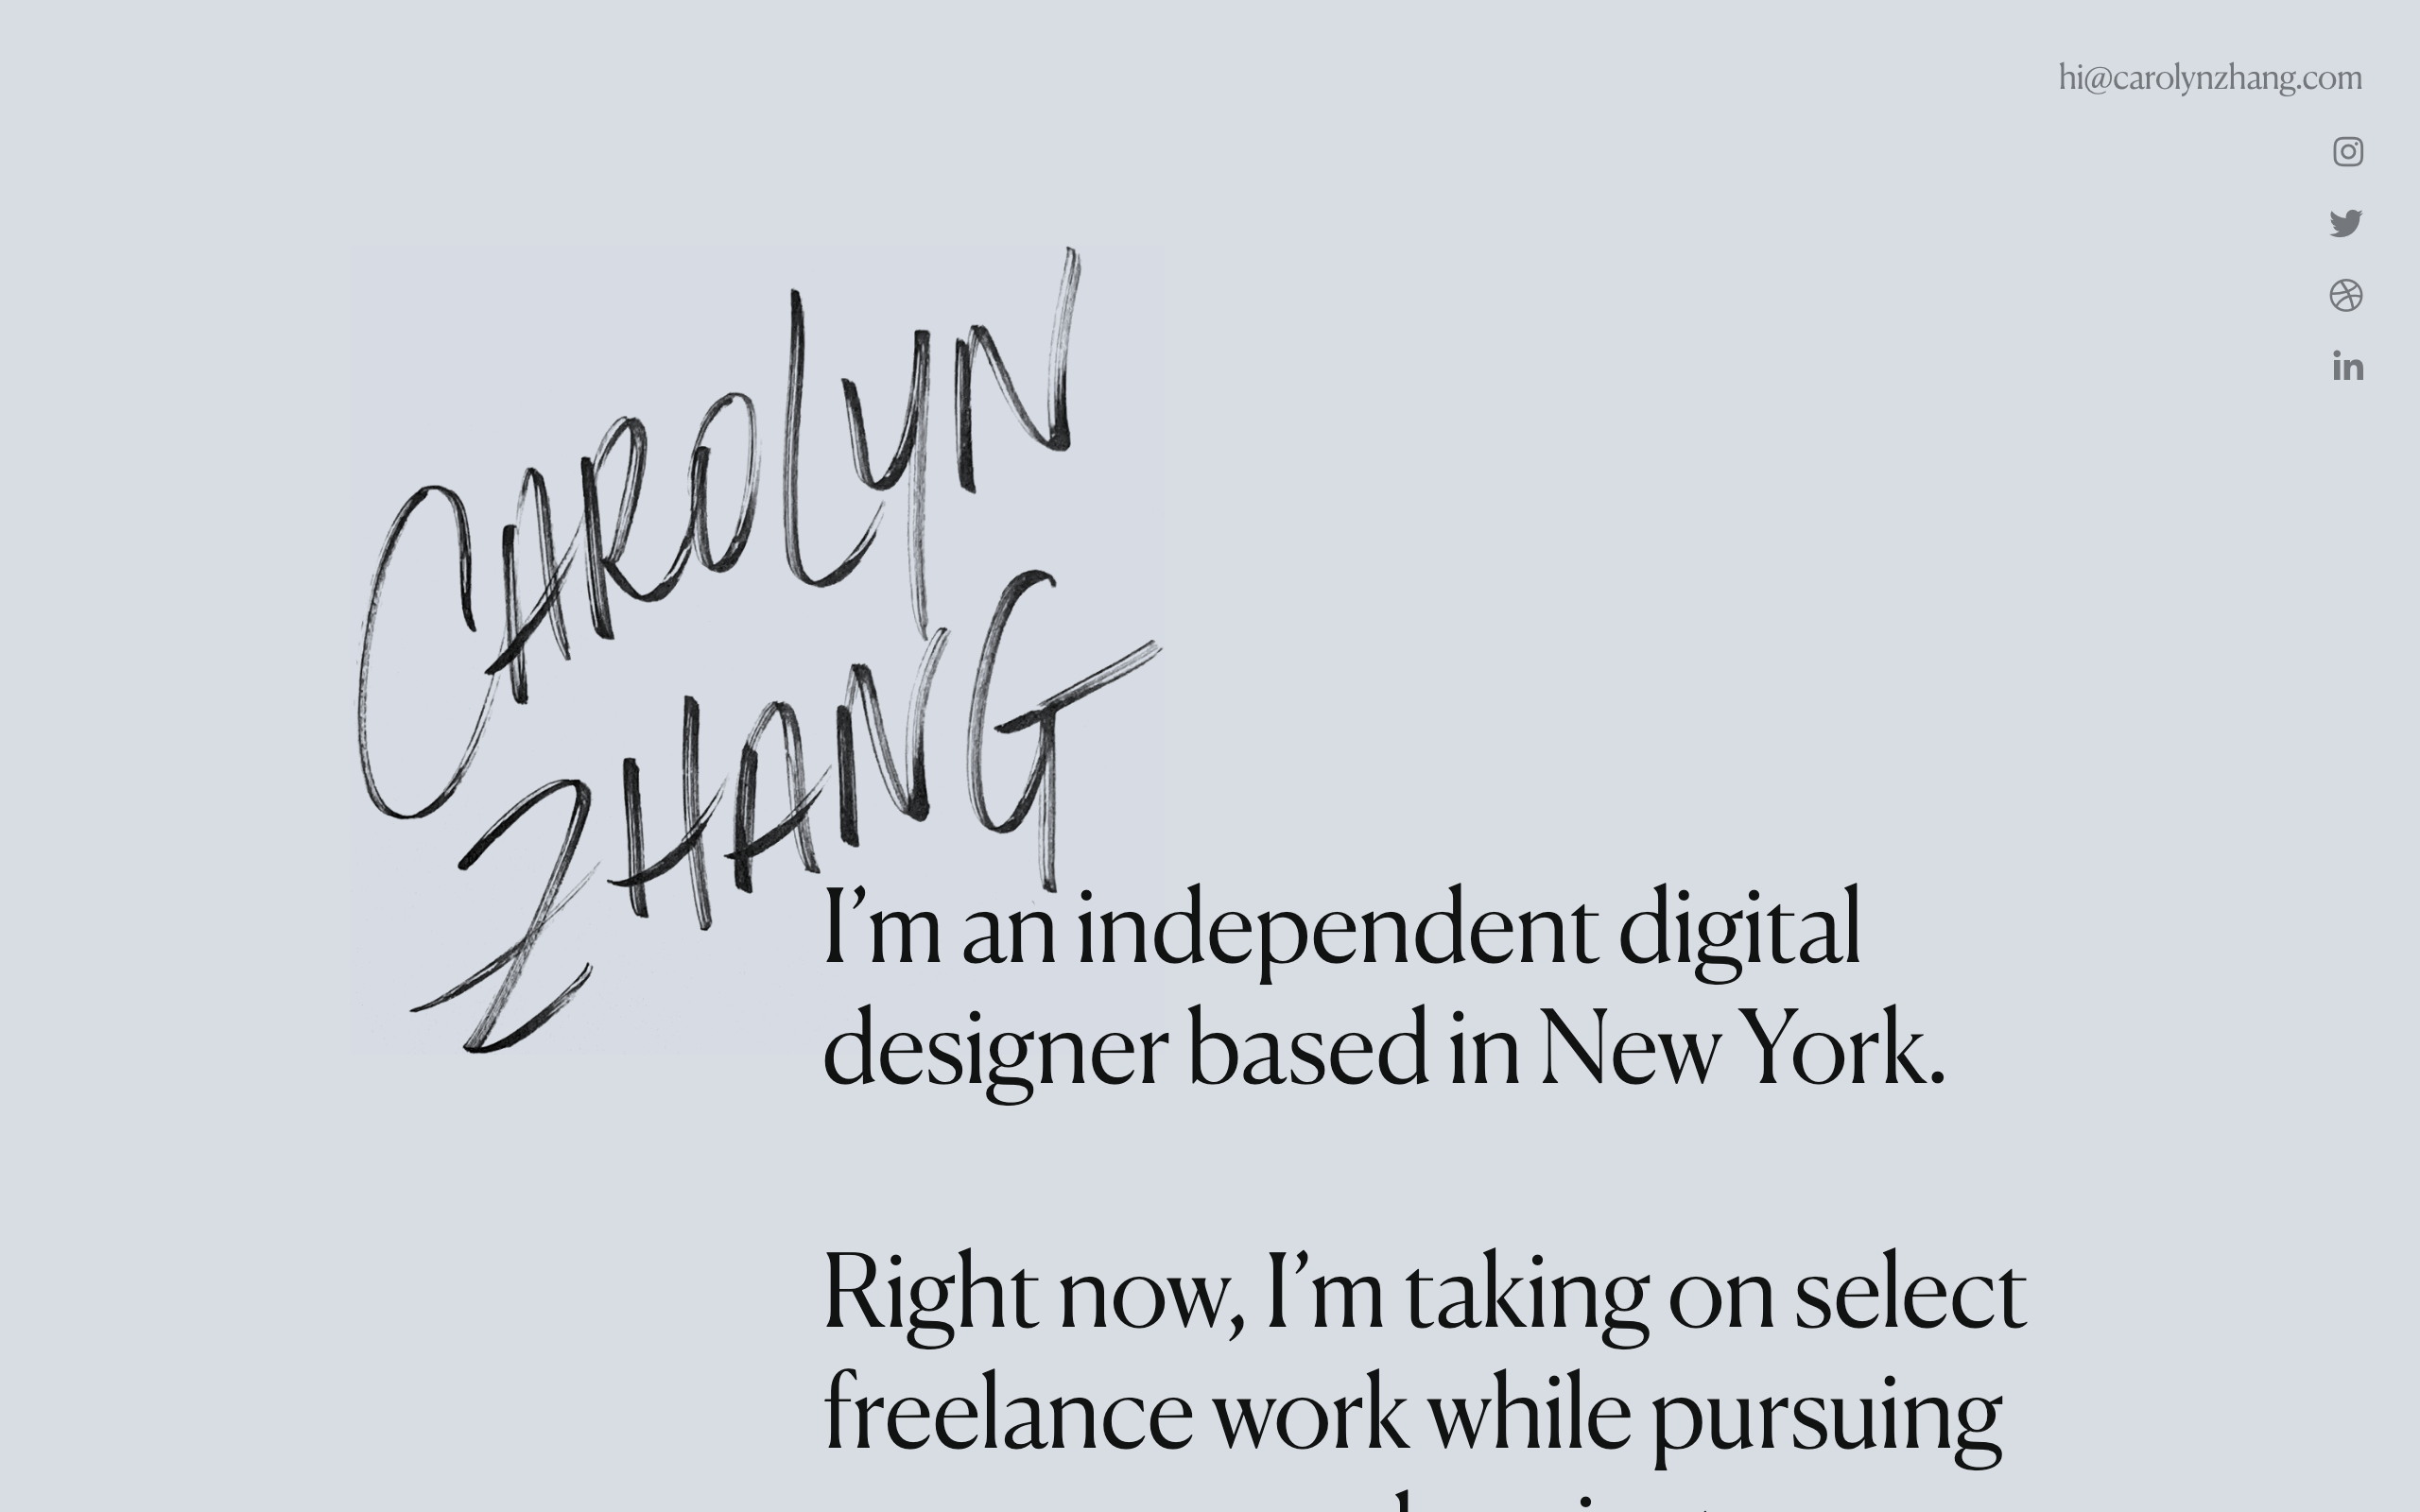 hi@carolynzhang.com
CAROLYN
ZHANG
I’m an independent digital
designer based in New York.
Right now, I’m taking on select
freelance work while pursuing